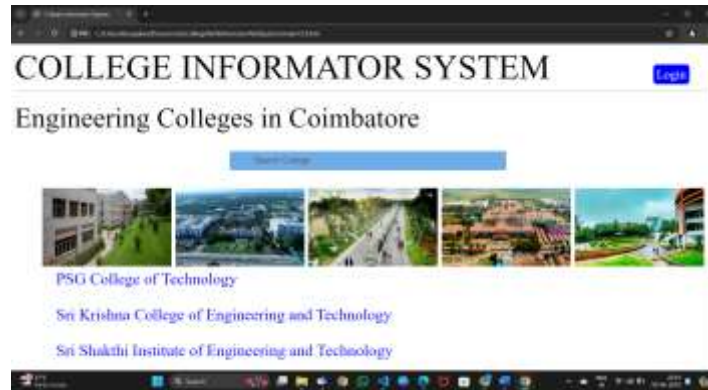 COLLEGE INFORMATOR SYSTEM
Login
Engineering Colleges in Coimbatore
Search College
PSG College of Technology
Sri Krishna College of Engineering and Technology
Sri Shakthi Institute of Engineering and Technology
Search